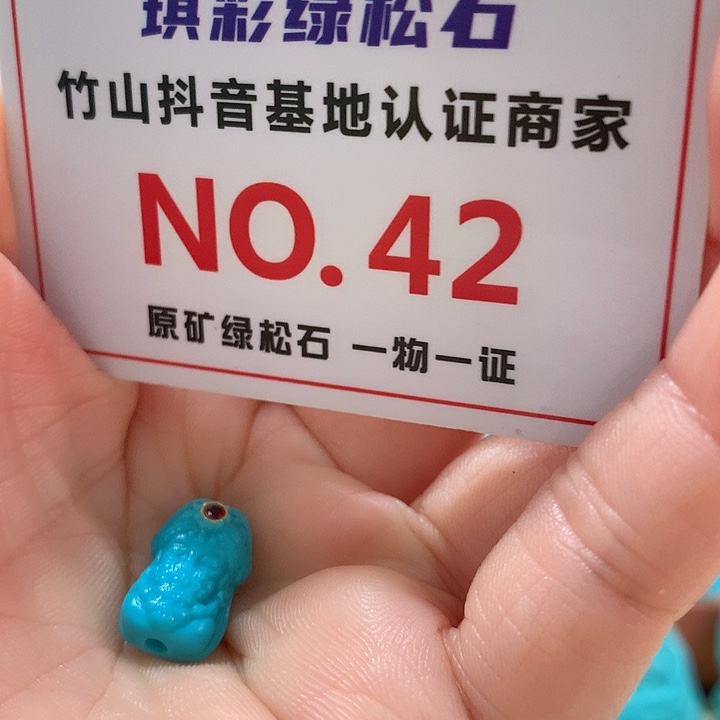 琪彩绿松石
竹山抖音基地认证商家
NO.42
原矿绿松石 一物一证